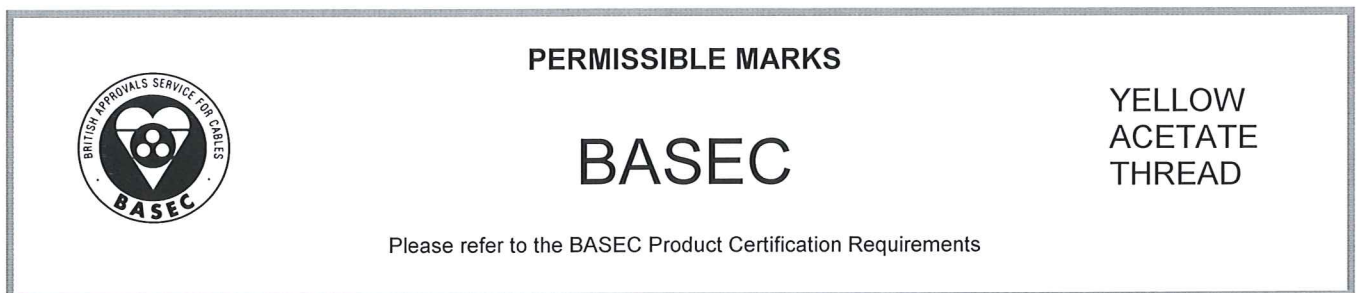 PERMISSIBLE MARKS
BRITISH APPROVALS SERVICE FOR CABLES
BASEC
BASEC
YELLOW
ACETATE
THREAD
Please refer to the BASEC Product Certification Requirements